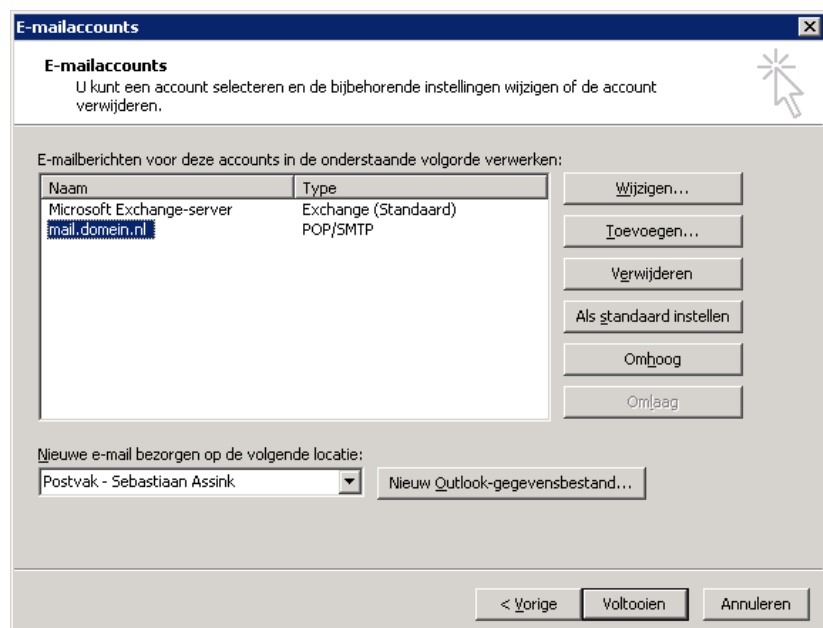 E-mailaccounts
E-mailaccounts
U kunt een account selecteren en de bijbehorende instellingen wijzigen of de account
verwijderen.
E-mailberichten voor deze accounts in de onderstaande volgorde verwerken:
Naam Type
Microsoft Exchange-server Exchange (Standaard)
mail.domein.nl POP/SMTP
Wijzigen...
Toevoegen...
Verwijderen
Als standaard instellen
Omhoog
Omlaag
Nieuwe e-mail bezorgen op de volgende locatie:
Postvak - Sebastiaan Assink Nieuw Outlook-gegevensbestand...
< Vorige Voltooien Annuleren